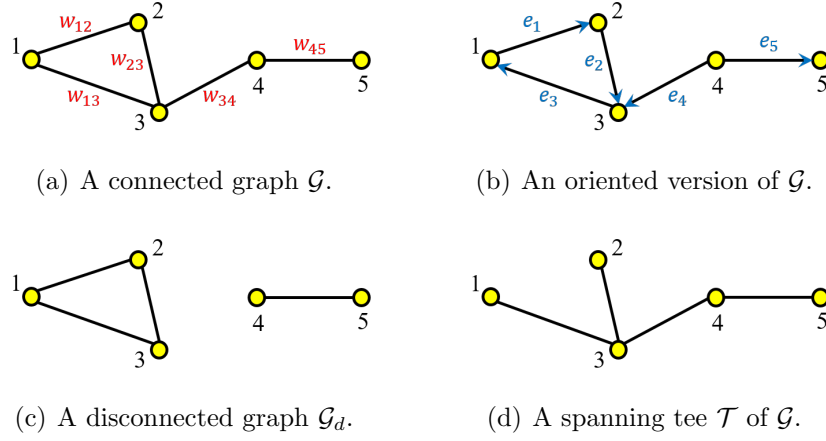 2
w₁₂
1
w₂₃
w₁₃
3
w₃₄
4
w₄₅
5
(a) A connected graph 𝒢.
2
e₁
1
e₂
e₃
3
e₄
4
e₅
5
(b) An oriented version of 𝒢.
2
1
3
4
5
(c) A disconnected graph 𝒢_d.
2
1
3
4
5
(d) A spanning tee 𝒯 of 𝒢.